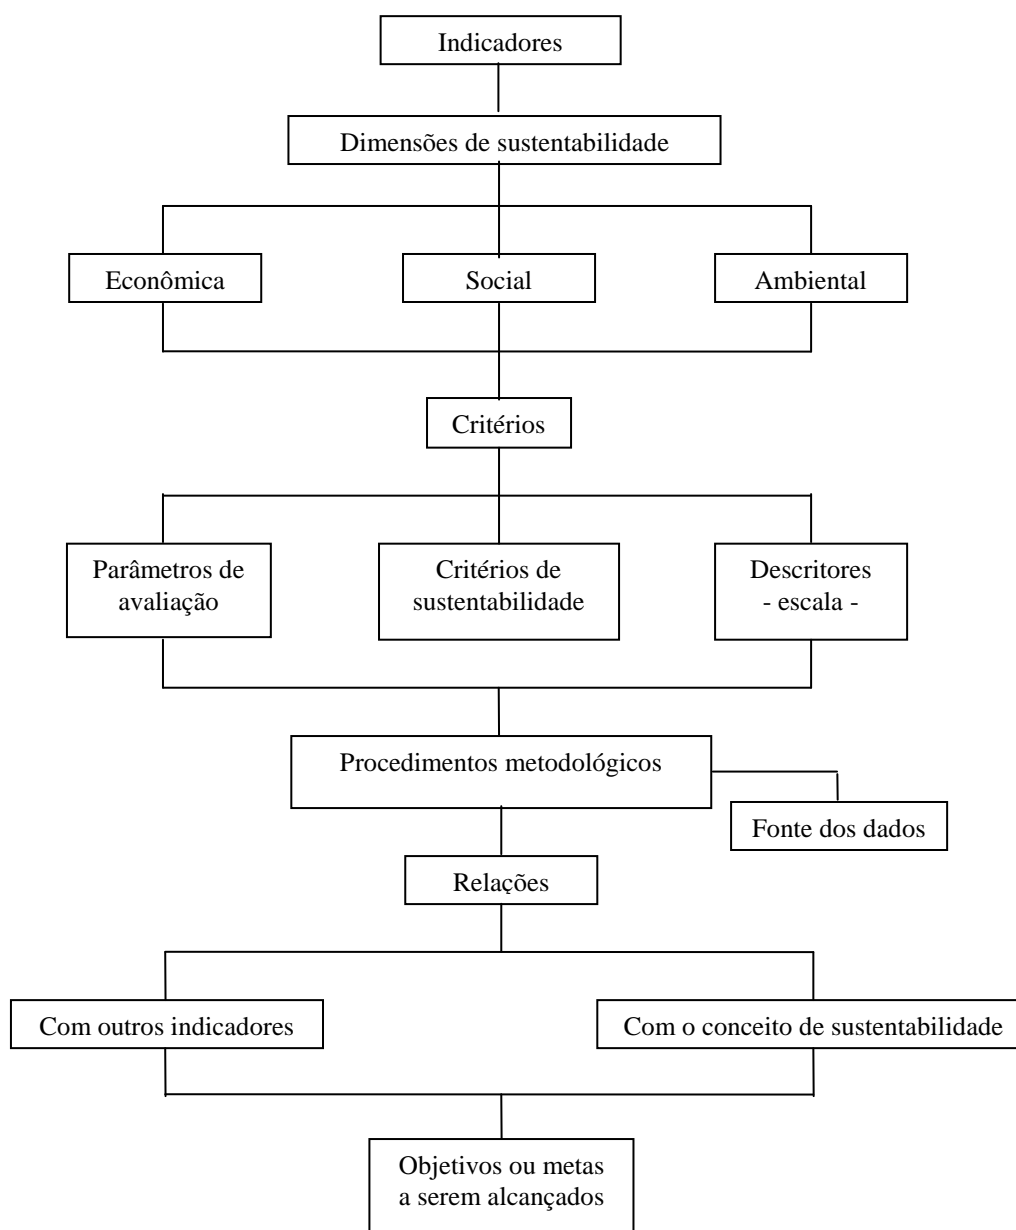 Indicadores
Dimensões de sustentabilidade
Econômica
Social
Ambiental
Critérios
Parâmetros de
avaliação
Critérios de
sustentabilidade
Descritores
- escala -
Procedimentos metodológicos
Fonte dos dados
Relações
Com outros indicadores
Com o conceito de sustentabilidade
Objetivos ou metas
a serem alcançados